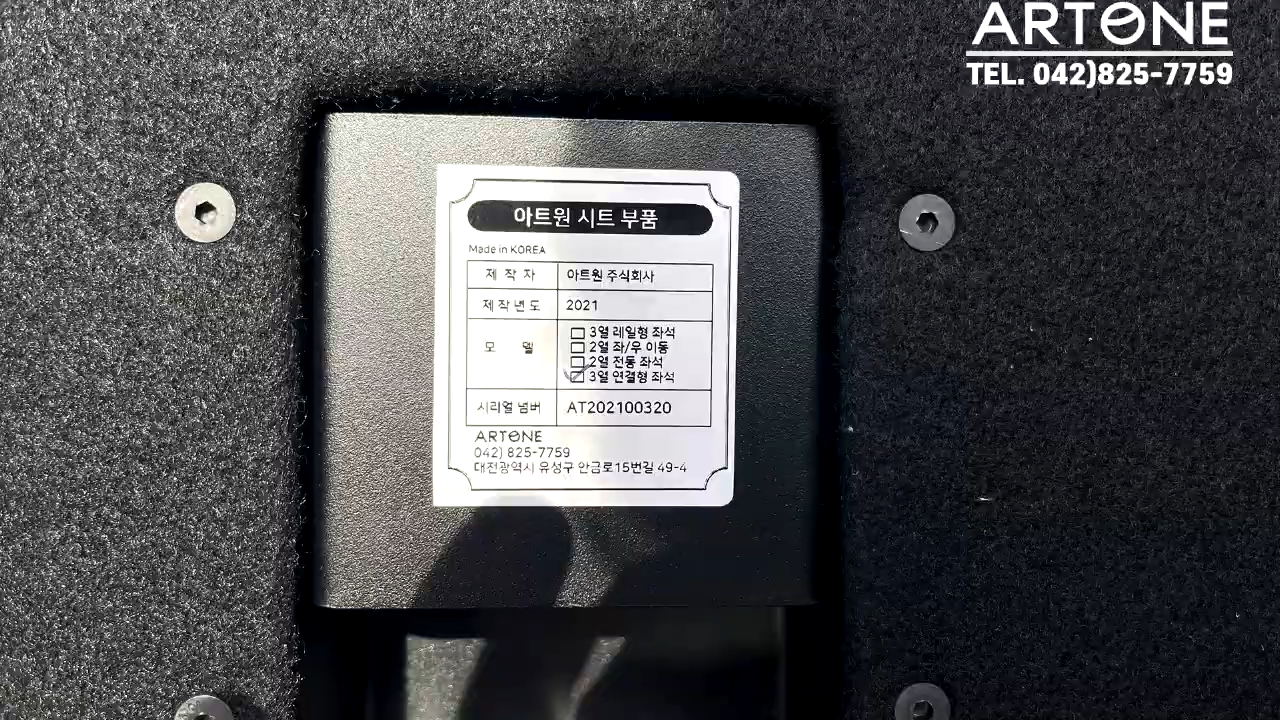 ARTONE
TEL. 042)825-7759
아트원 시트 부품
Made in KOREA
제 작 자 아트원 주식회사
제작년도 2021
모 델
3열 레일형 좌석
2열 좌/우 이동
2열 전동 좌석
3열 연결형 좌석
시리얼 넘버 AT202100320
ARTONE
042) 825-7759
대전광역시 유성구 안금로15번길 49-4